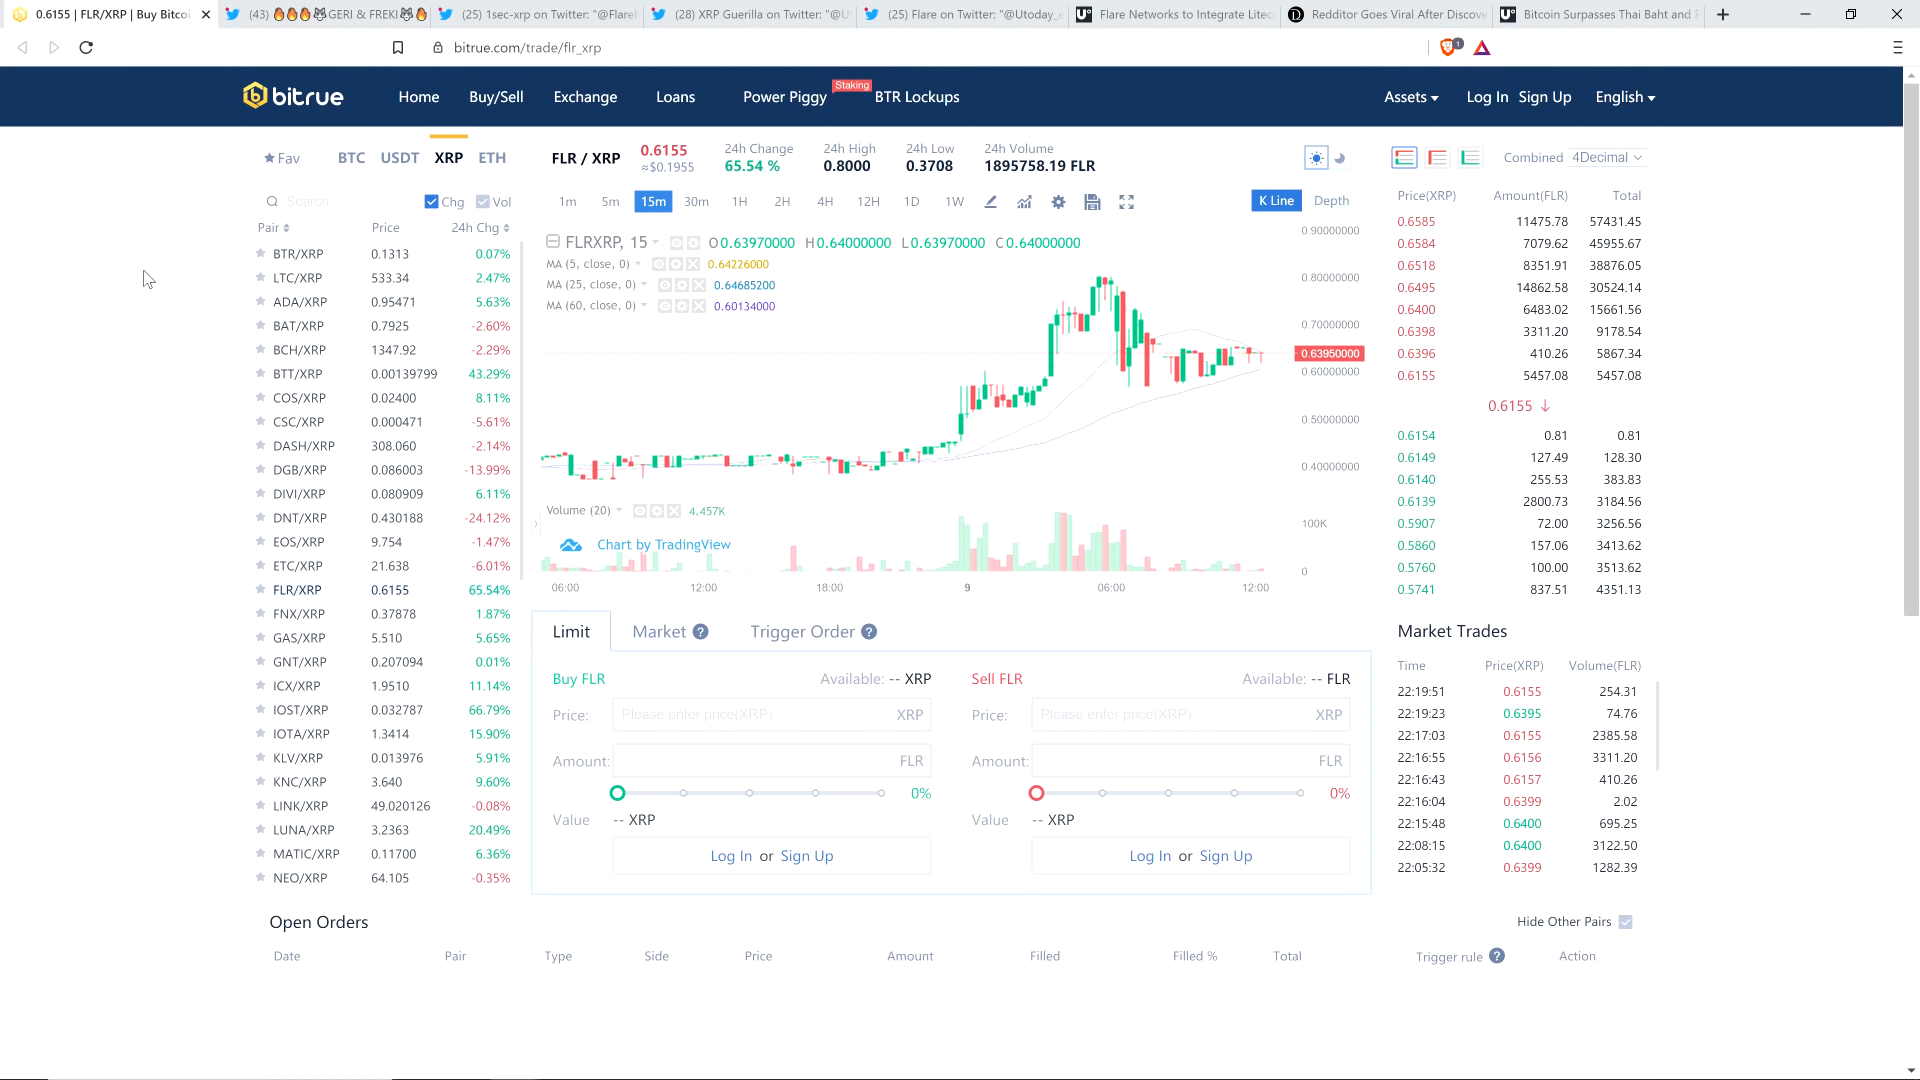 0.6155 | FLR/XRP | Buy Bitco
(43) 🔥🔥🔥🐺GERI & FREKI🐺🔥
(25) 1sec-xrp on Twitter: "@Flare
(28) XRP Guerilla on Twitter: "@U
(25) Flare on Twitter: "@Utoday_
Flare Networks to Integrate Litec
Redditor Goes Viral After Discove
Bitcoin Surpasses Thai Baht and
bitrue.com/trade/flr_xrp
1
bitrue
Home Buy/Sell Exchange Loans Power Piggy Staking BTR Lockups
Assets Log In Sign Up English
Fav BTC USDT XRP ETH
Search Chg Vol
Pair Price 24h Chg
BTR/XRP 0.1313 0.07%
LTC/XRP 533.34 2.47%
ADA/XRP 0.95471 5.63%
BAT/XRP 0.7925 -2.60%
BCH/XRP 1347.92 -2.29%
BTT/XRP 0.00139799 43.29%
COS/XRP 0.02400 8.11%
CSC/XRP 0.000471 -5.61%
DASH/XRP 308.060 -2.14%
DGB/XRP 0.086003 -13.99%
DIVI/XRP 0.080909 6.11%
DNT/XRP 0.430188 -24.12%
EOS/XRP 9.754 -1.47%
ETC/XRP 21.638 -6.01%
FLR/XRP 0.6155 65.54%
FNX/XRP 0.37878 1.87%
GAS/XRP 5.510 5.65%
GNT/XRP 0.207094 0.01%
ICX/XRP 1.9510 11.14%
IOST/XRP 0.032787 66.79%
IOTA/XRP 1.3414 15.90%
KLV/XRP 0.013976 5.91%
KNC/XRP 3.640 9.60%
LINK/XRP 49.020126 -0.08%
LUNA/XRP 3.2363 20.49%
MATIC/XRP 0.11700 6.36%
NEO/XRP 64.105 -0.35%
FLR / XRP
0.6155
≈$0.1955
24h Change
65.54 %
24h High
0.8000
24h Low
0.3708
24h Volume
1895758.19 FLR
1m 5m 15m 30m 1H 2H 4H 12H 1D 1W
K Line Depth
FLRXRP, 15 O0.63970000 H0.64000000 L0.63970000 C0.64000000
MA (5, close, 0) 0.64226000
MA (25, close, 0) 0.64685200
MA (60, close, 0) 0.60134000
0.90000000
0.80000000
0.70000000
0.63950000
0.60000000
0.50000000
0.40000000
Volume (20) 4.457K
100K
Chart by TradingView
0
06:00 12:00 18:00 9 06:00 12:00
Limit Market ? Trigger Order ?
Buy FLR Available: -- XRP
Price: Please enter price(XRP) XRP
Amount: FLR
0%
Value -- XRP
Log In or Sign Up
Sell FLR Available: -- FLR
Price: Please enter price(XRP) XRP
Amount: FLR
0%
Value -- XRP
Log In or Sign Up
Combined 4Decimal
Price(XRP) Amount(FLR) Total
0.6585 11475.78 57431.45
0.6584 7079.62 45955.67
0.6518 8351.91 38876.05
0.6495 14862.58 30524.14
0.6400 6483.02 15661.56
0.6398 3311.20 9178.54
0.6396 410.26 5867.34
0.6155 5457.08 5457.08
0.6155 ↓
0.6154 0.81 0.81
0.6149 127.49 128.30
0.6140 255.53 383.83
0.6139 2800.73 3184.56
0.5907 72.00 3256.56
0.5860 157.06 3413.62
0.5760 100.00 3513.62
0.5741 837.51 4351.13
Market Trades
Time Price(XRP) Volume(FLR)
22:19:51 0.6155 254.31
22:19:23 0.6395 74.76
22:17:03 0.6155 2385.58
22:16:55 0.6156 3311.20
22:16:43 0.6157 410.26
22:16:04 0.6399 2.02
22:15:48 0.6400 695.25
22:08:15 0.6400 3122.50
22:05:32 0.6399 1282.39
Open Orders Hide Other Pairs
Date Pair Type Side Price Amount Filled Filled % Total Trigger rule ? Action